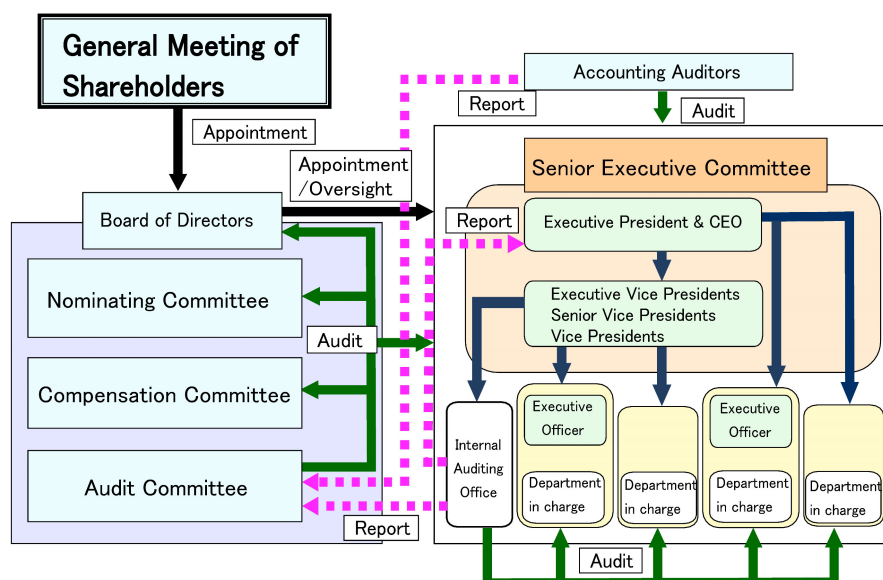 General Meeting of
Shareholders
Accounting Auditors
Report
Audit
Appointment
Appointment
/Oversight
Senior Executive Committee
Board of Directors
Report
Executive President & CEO
Nominating Committee
Executive Vice Presidents
Senior Vice Presidents
Vice Presidents
Audit
Compensation Committee
Executive
Officer
Executive
Officer
Internal
Auditing
Office
Audit Committee
Department
in charge
Department
in charge
Department
in charge
Department
in charge
Report
Audit